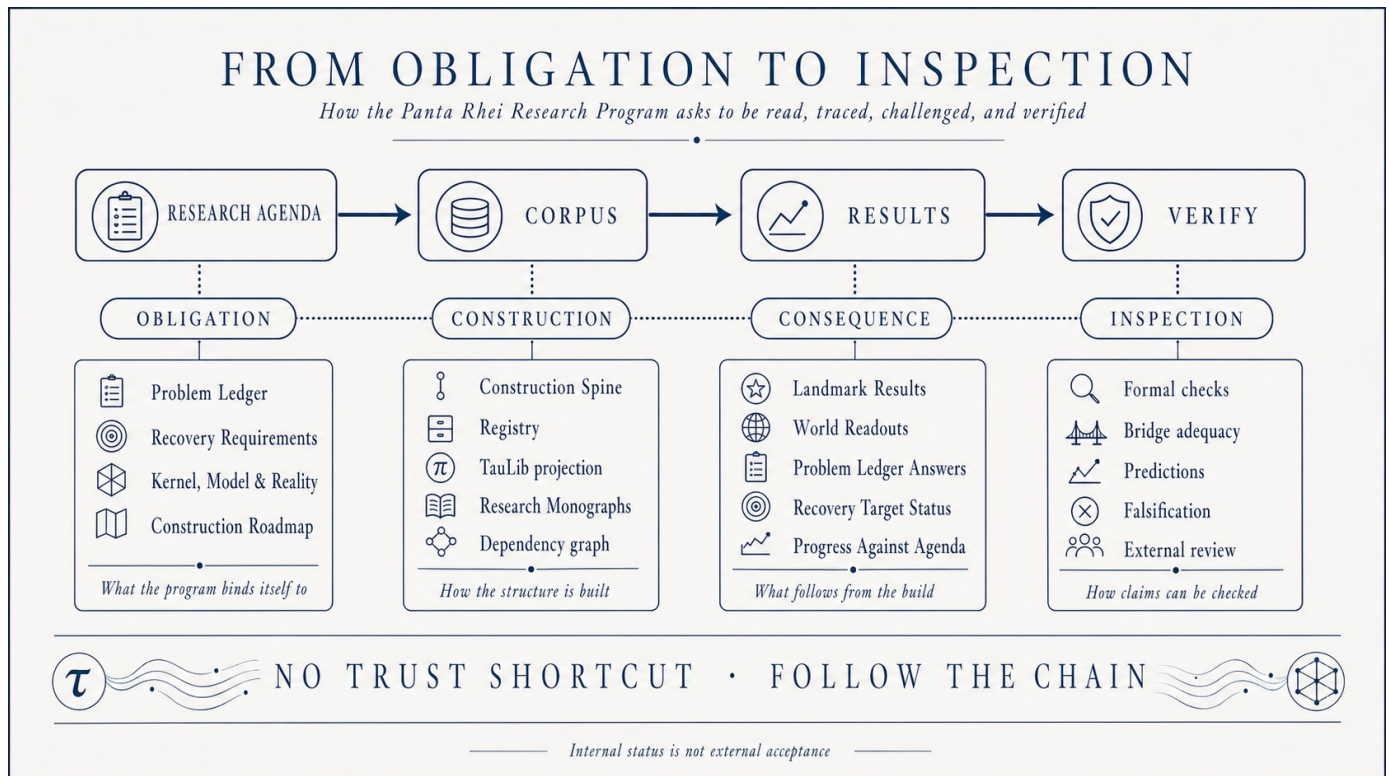 FROM OBLIGATION TO INSPECTION
How the Panta Rhei Research Program asks to be read, traced, challenged, and verified
RESEARCH AGENDA
CORPUS
RESULTS
VERIFY
OBLIGATION
CONSTRUCTION
CONSEQUENCE
INSPECTION
Problem Ledger
Recovery Requirements
Kernel, Model & Reality
Construction Roadmap
What the program binds itself to
Construction Spine
Registry
π
TauLib projection
Research Monographs
Dependency graph
How the structure is built
Landmark Results
World Readouts
Problem Ledger Answers
Recovery Target Status
Progress Against Agenda
What follows from the build
Formal checks
Bridge adequacy
Predictions
Falsification
External review
How claims can be checked
τ
NO TRUST SHORTCUT · FOLLOW THE CHAIN
Internal status is not external acceptance